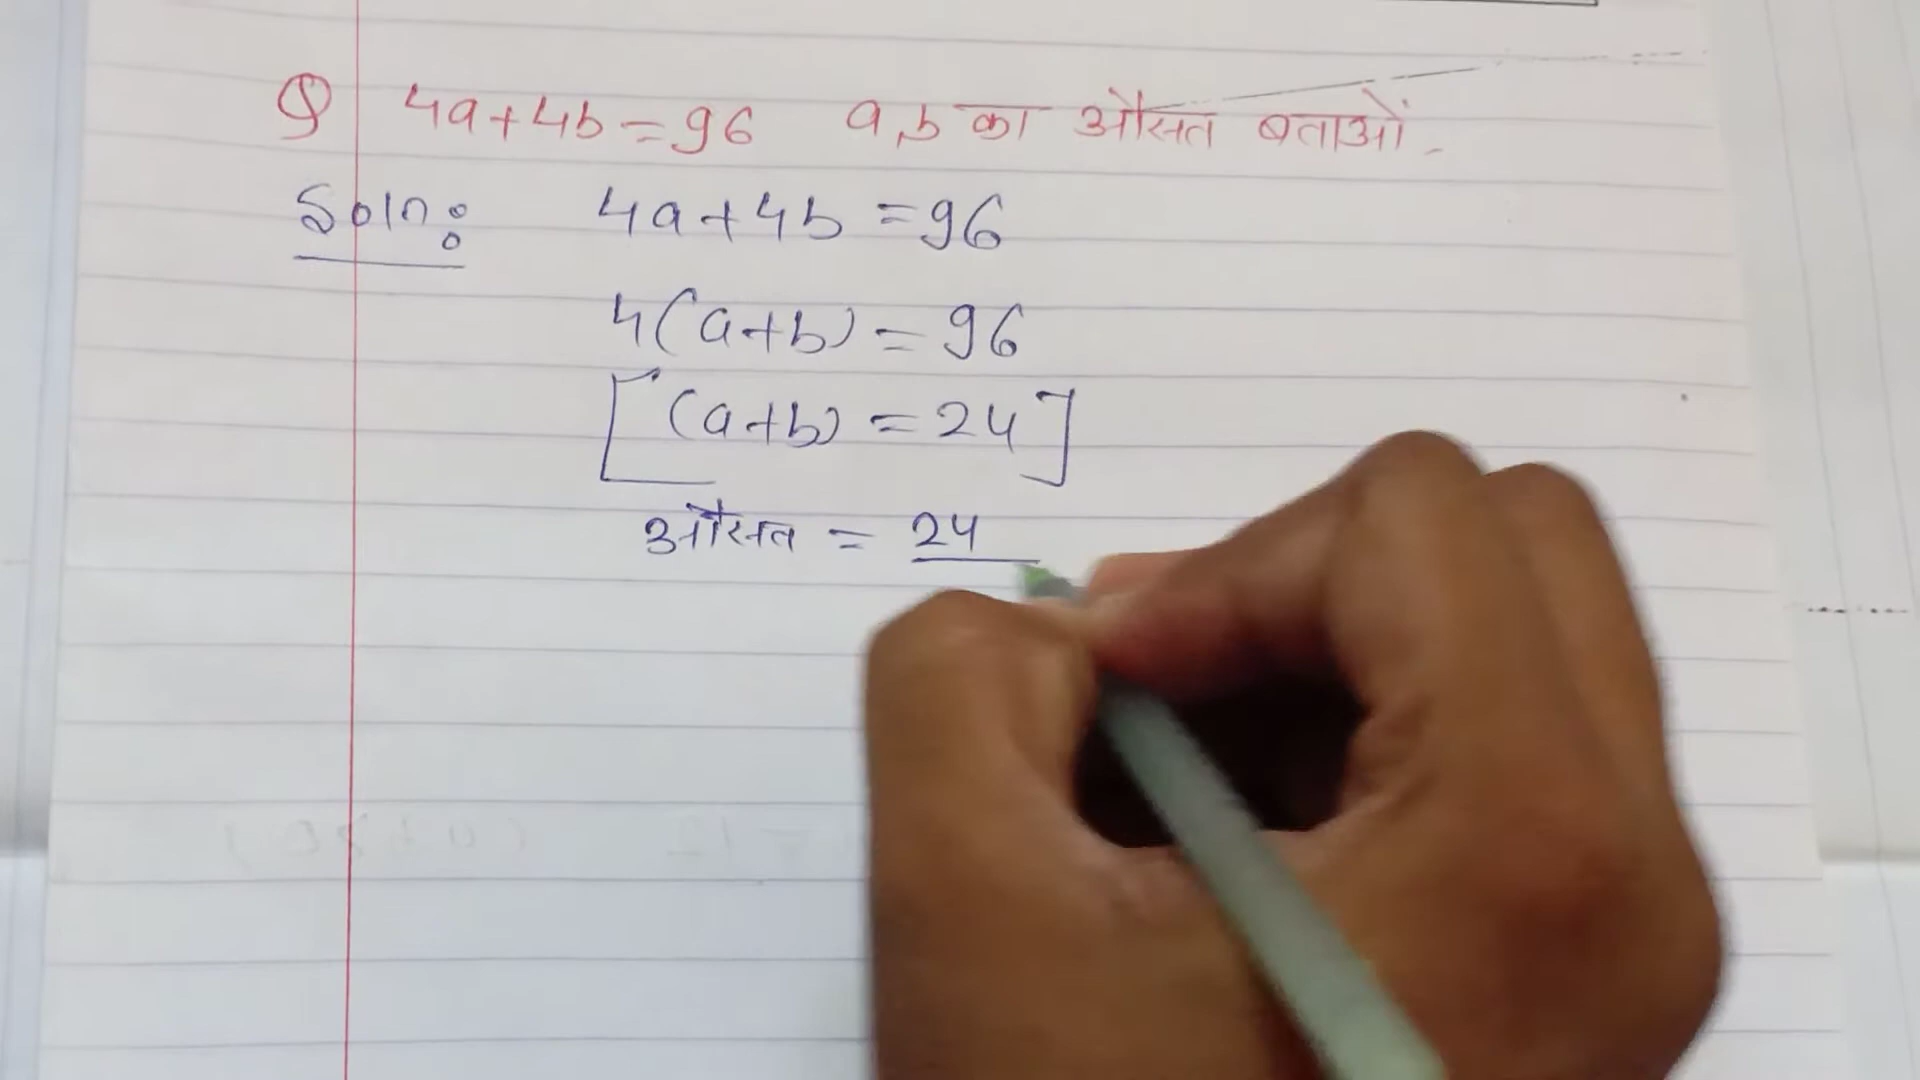 Q 4a+4b=96 a,b का औसत बताओं.
Soln: 4a+4b=96
4(a+b)=96
[(a+b)=24]
औसत = 24